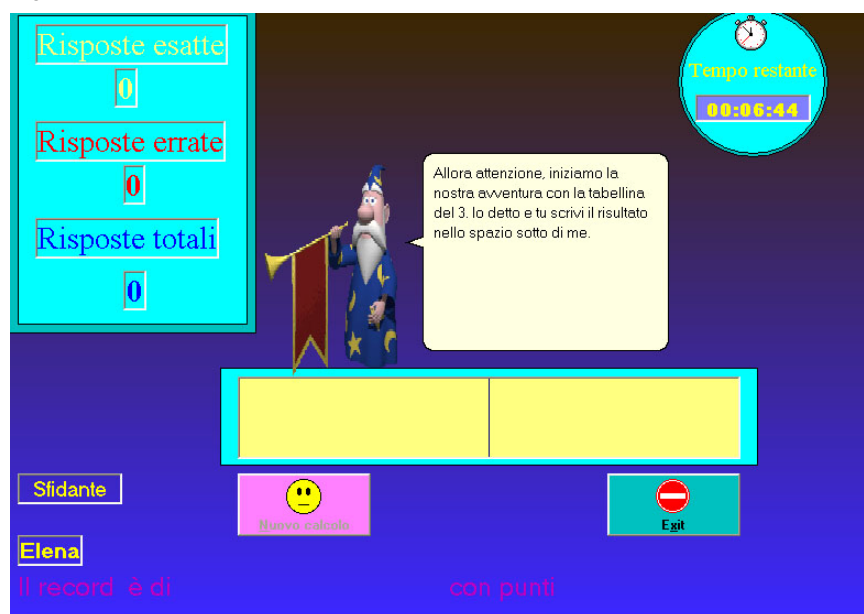 Risposte esatte
0
Risposte errate
0
Risposte totali
0
Tempo restante
00:06:44
Allora attenzione, iniziamo la
nostra avventura con la tabellina
del 3. Io detto e tu scrivi il risultato
nello spazio sotto di me.
Sfidante
Nuovo calcolo
Exit
Elena
Il record è di con punti